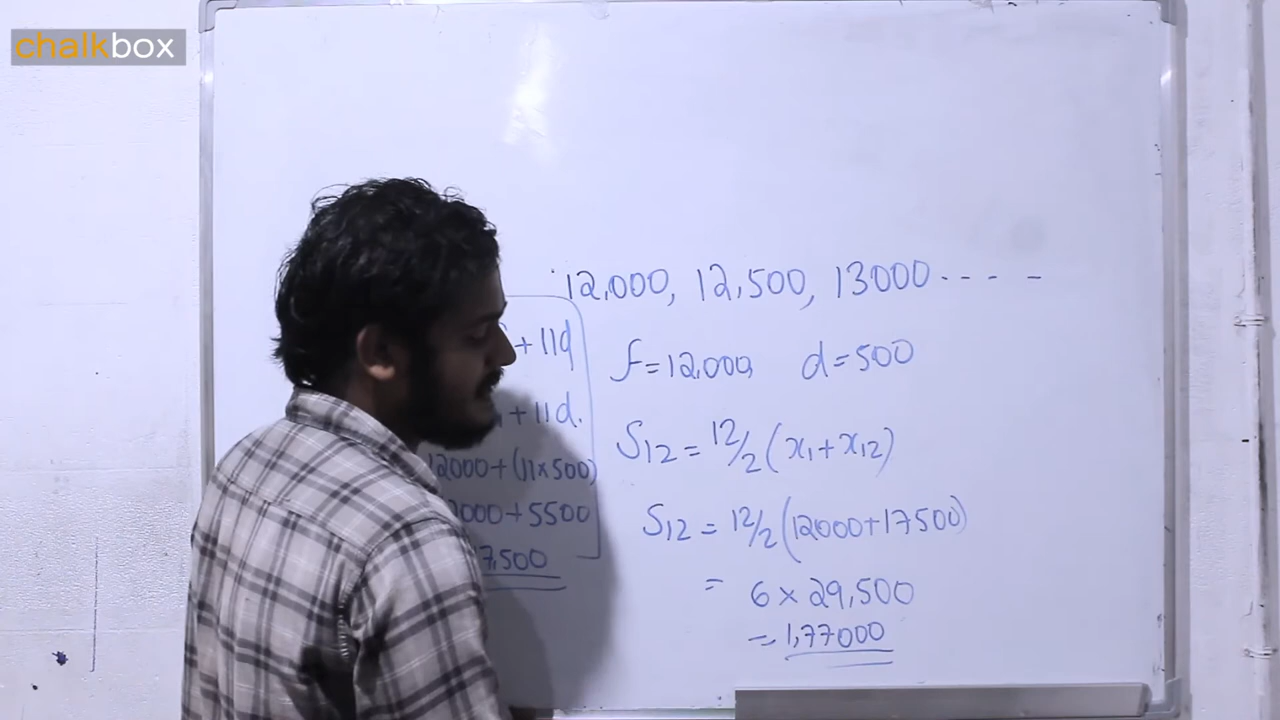 chalkbox
12,000, 12,500, 13000 - - - -
+ 11d
f = 12,000, d = 500
+ 11d.
S12 = 12/2 (x1 + x12)
12000 + (11 × 500)
000 + 5500
S12 = 12/2 (12000 + 17500)
7,500
= 6 × 29,500
= 1,77000